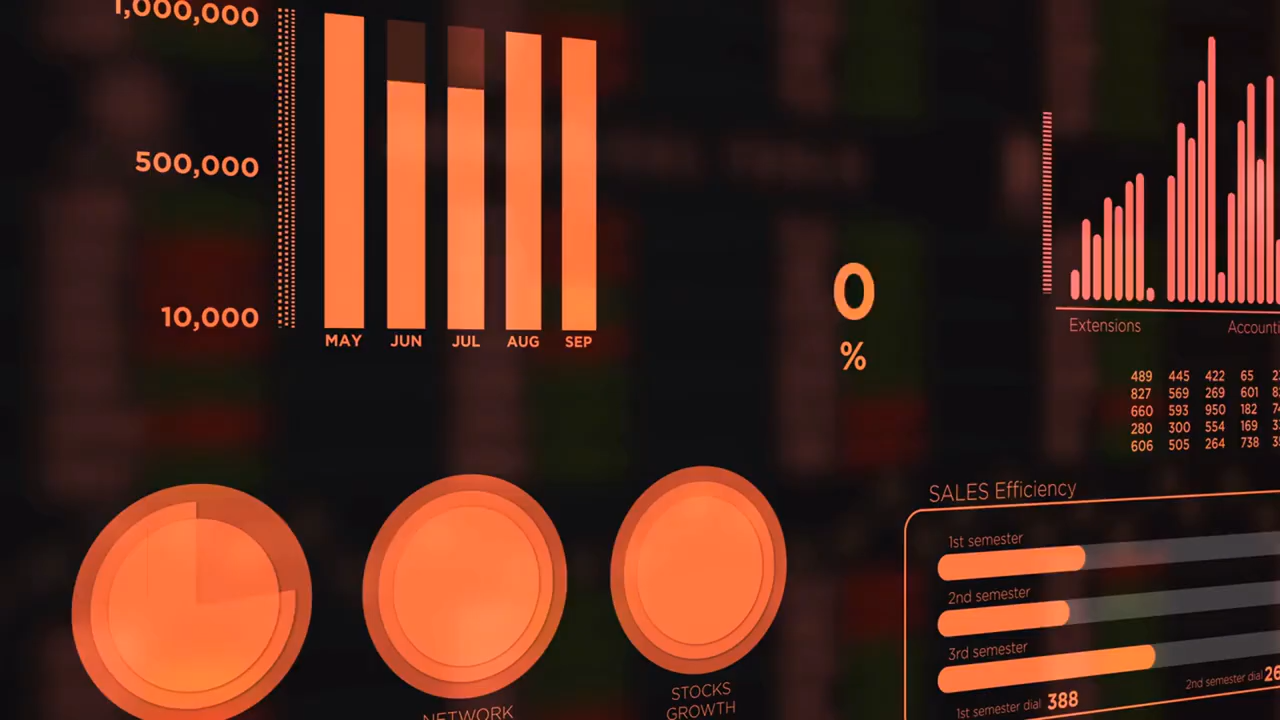 1,000,000
500,000
10,000
MAY JUN JUL AUG SEP
0
%
Extensions
489 445 422 65
827 569 269 601
660 593 950 182
280 300 554 169
606 505 264 738
SALES Efficiency
1st semester
2nd semester
3rd semester
1st semester dial 388
2nd semester dial
NETWORK
STOCKS
GROWTH